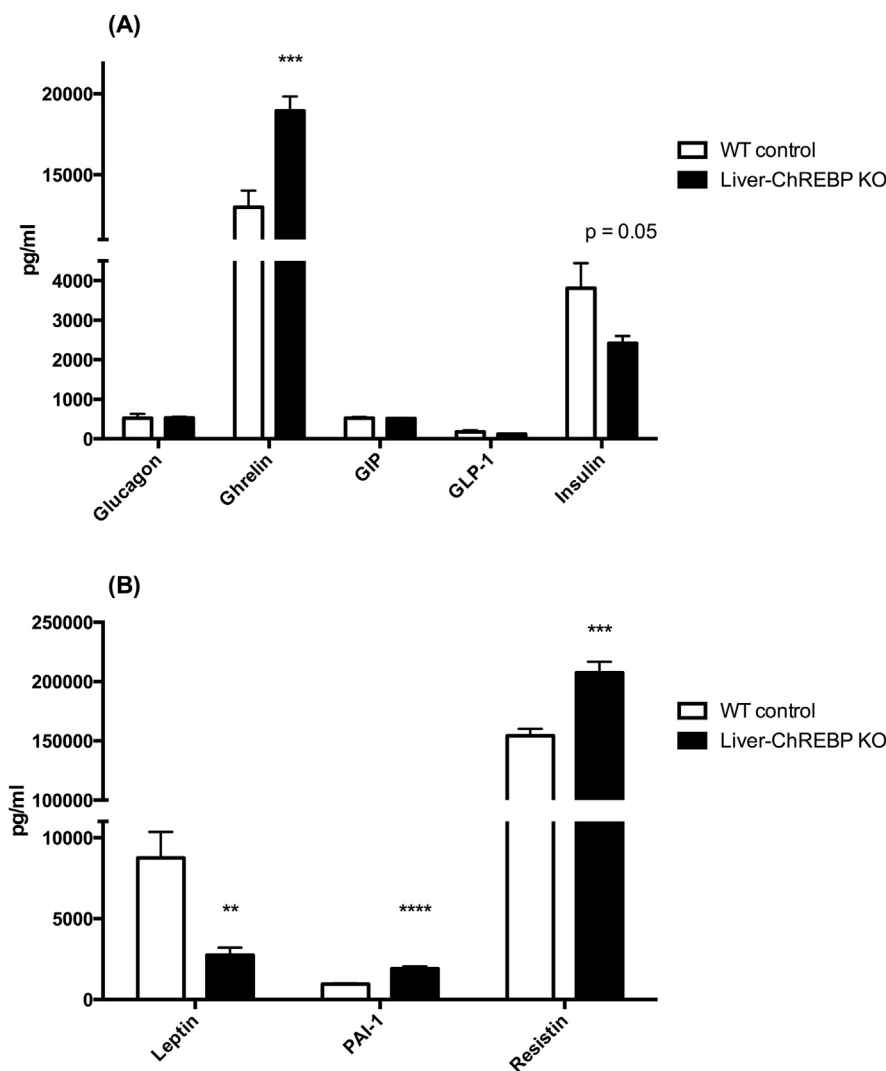 (A)
***
20000
15000
pg/ml
4000
3000
2000
1000
0
p = 0.05
WT control
Liver-ChREBP KO
Glucagon
Ghrelin
GIP
GLP-1
Insulin
(B)
250000
200000
150000
100000
pg/ml
10000
5000
0
**
****
***
WT control
Liver-ChREBP KO
Leptin
PAI-1
Resistin